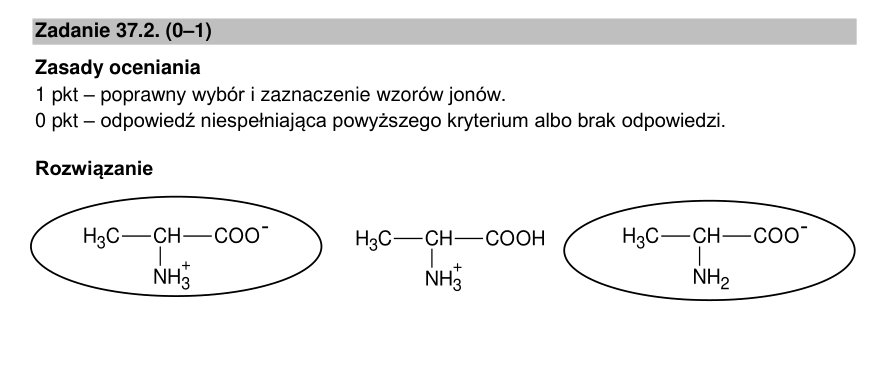 Zadanie 37.2. (0–1)
Zasady oceniania
1 pkt – poprawny wybór i zaznaczenie wzorów jonów.
0 pkt – odpowiedź niespełniająca powyższego kryterium albo brak odpowiedzi.
Rozwiązanie
H₃C—CH—COO⁻ H₃C—CH—COOH H₃C—CH—COO⁻
NH₃⁺ NH₃⁺ NH₂